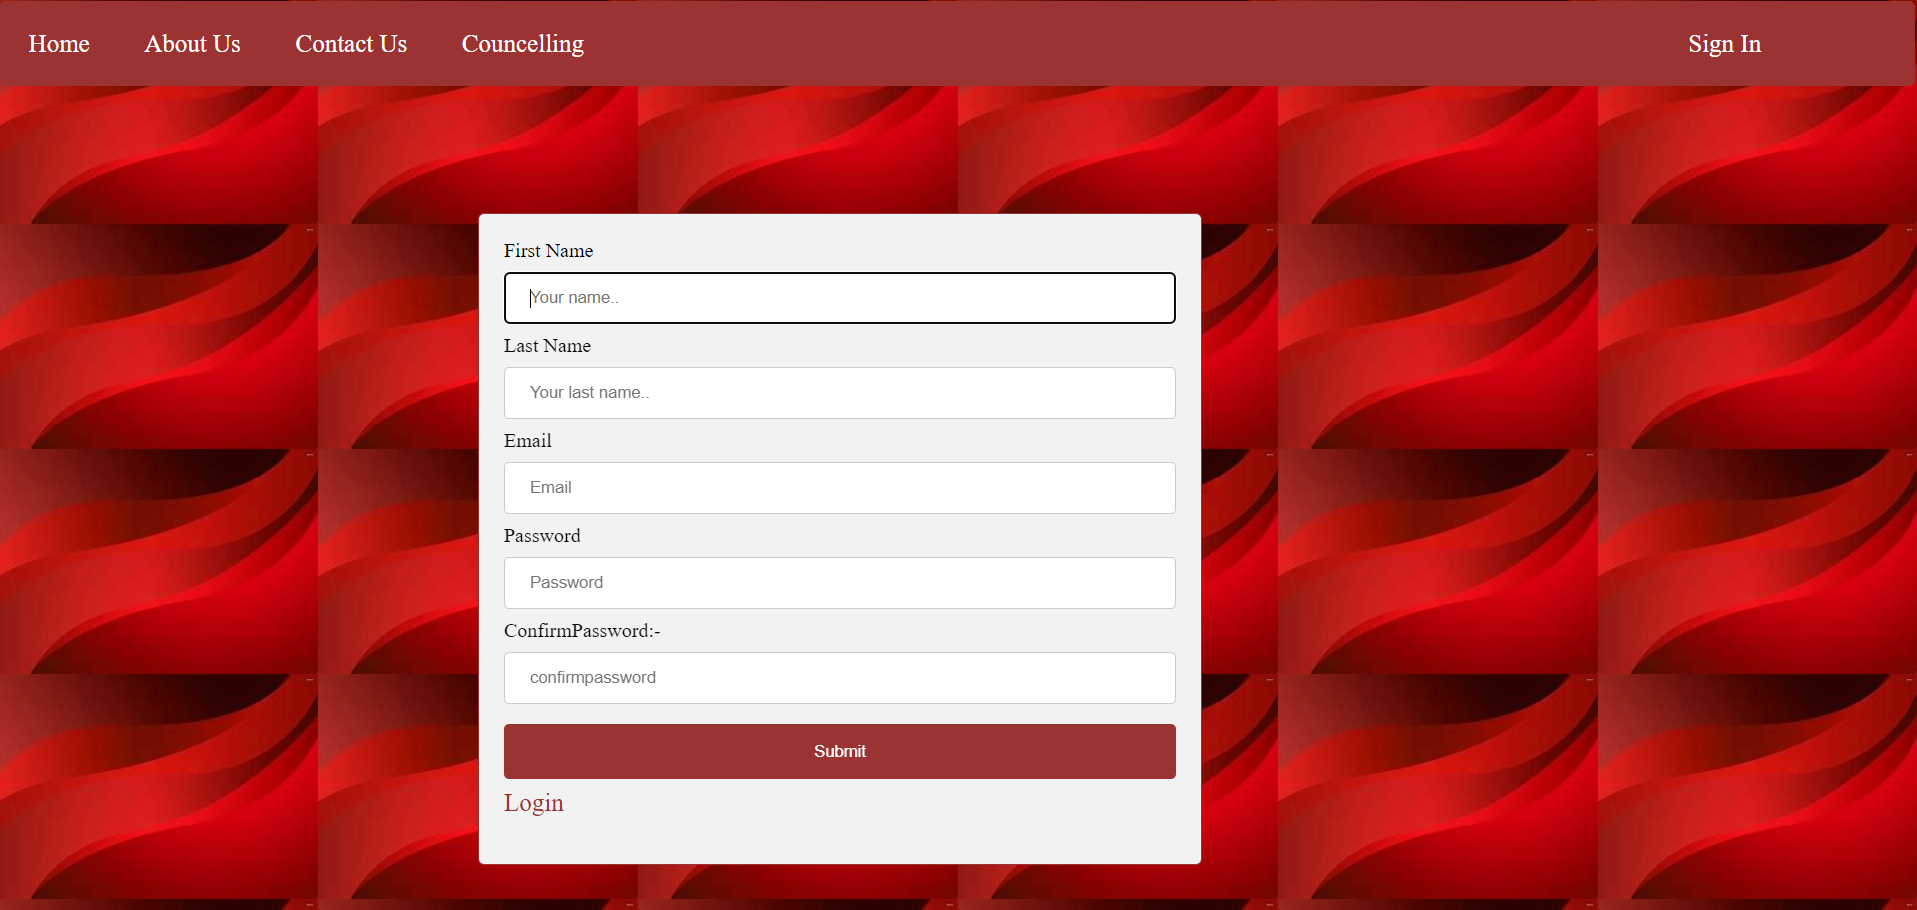 Home About Us Contact Us Councelling Sign In
First Name
Your name..
Last Name
Your last name..
Email
Email
Password
Password
ConfirmPassword:-
confirmpassword
Submit
Login